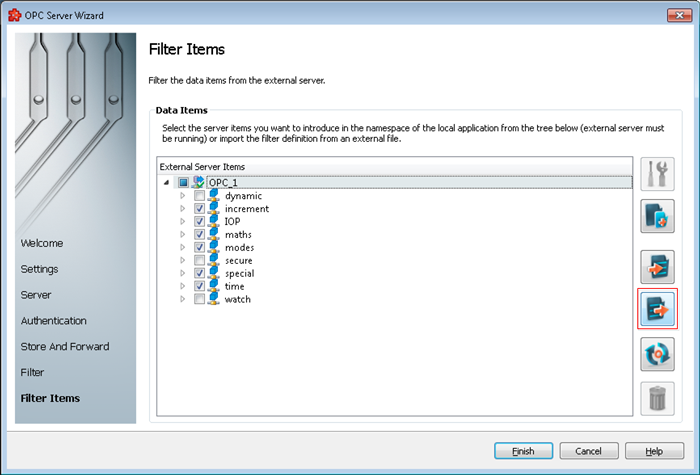 OPC Server Wizard
Filter Items
Filter the data items from the external server.
Data Items
Select the server items you want to introduce in the namespace of the local application from the tree below (external server must
be running) or import the filter definition from an external file.
External Server Items
OPC_1
dynamic
increment
IOP
maths
modes
secure
special
time
watch
Welcome
Settings
Server
Authentication
Store And Forward
Filter
Filter Items
Finish
Cancel
Help